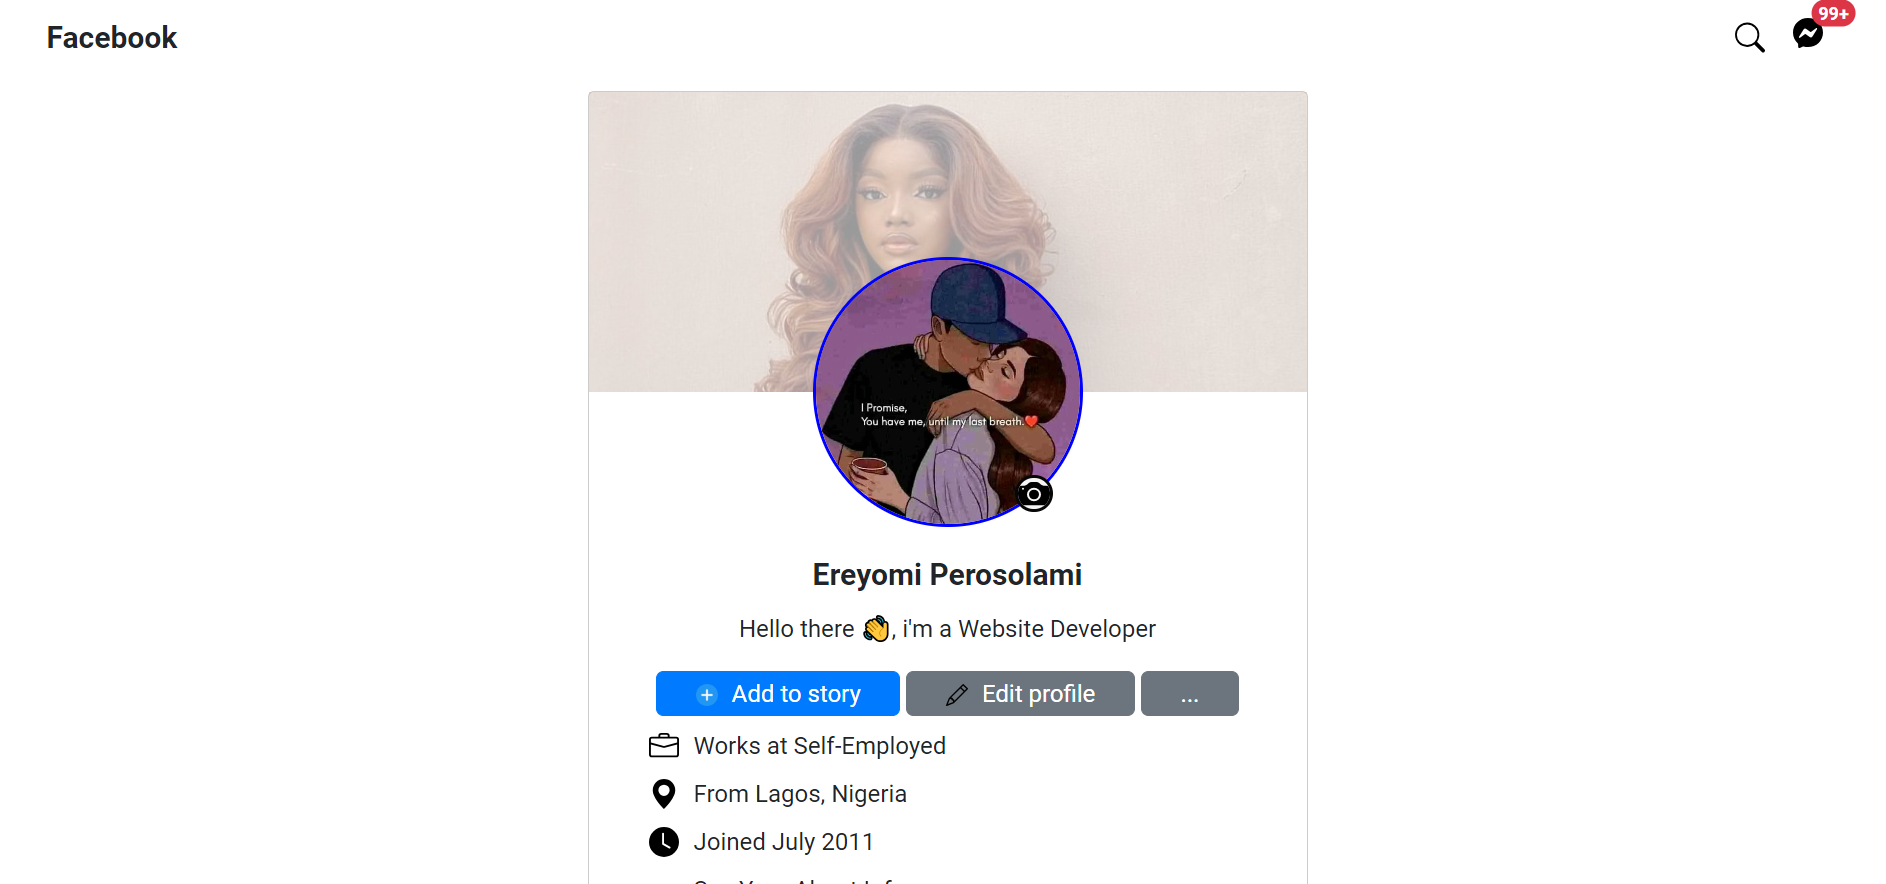 Facebook
99+
I Promise,
You have me, until my last breath.❤️
Ereyomi Perosolami
Hello there 👋, i'm a Website Developer
Add to story
Edit profile
...
Works at Self-Employed
From Lagos, Nigeria
Joined July 2011